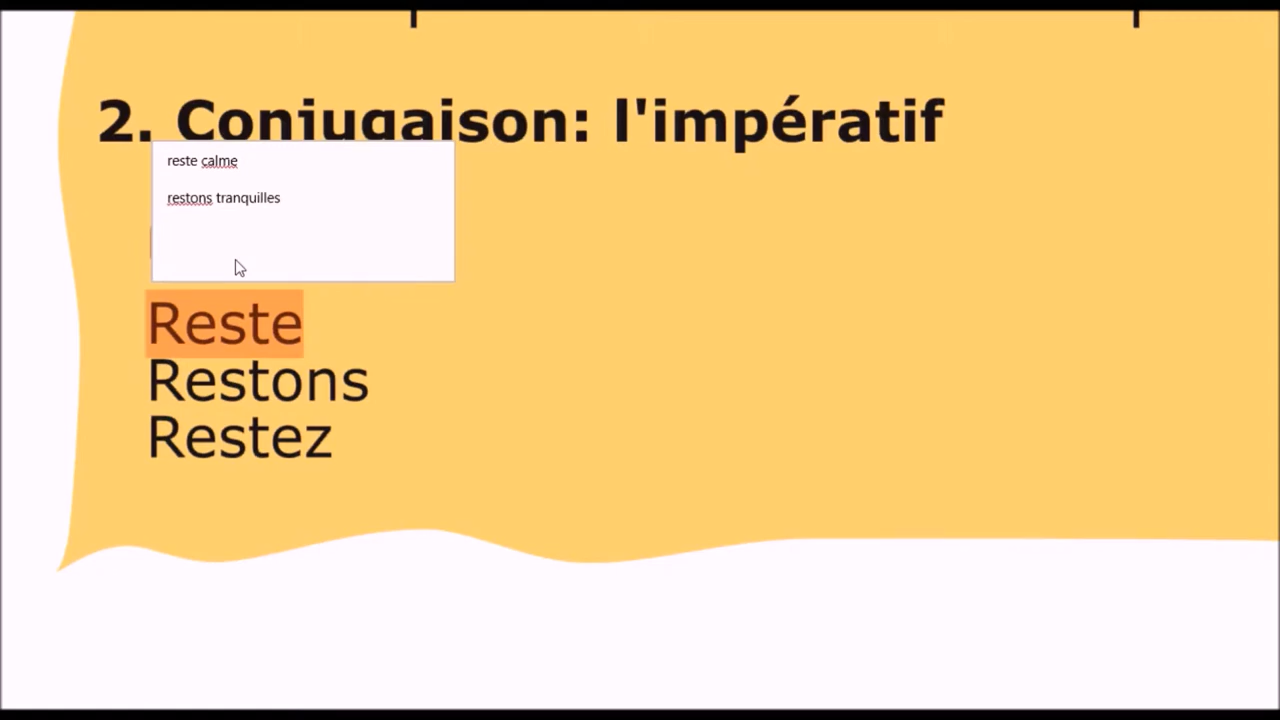 2. Conjugaison: l'impératif
reste calme
restons tranquilles
Reste
Restons
Restez